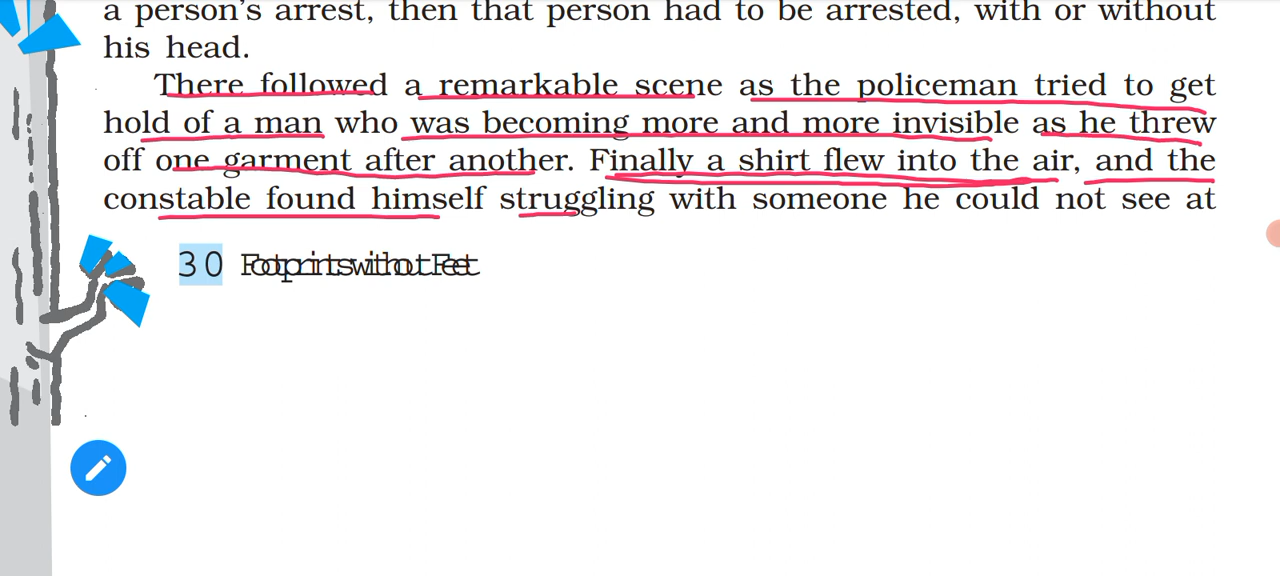 a person's arrest, then that person had to be arrested, with or without
his head.
There followed a remarkable scene as the policeman tried to get
hold of a man who was becoming more and more invisible as he threw
off one garment after another. Finally a shirt flew into the air, and the
constable found himself struggling with someone he could not see at
30 Footprints without Feet